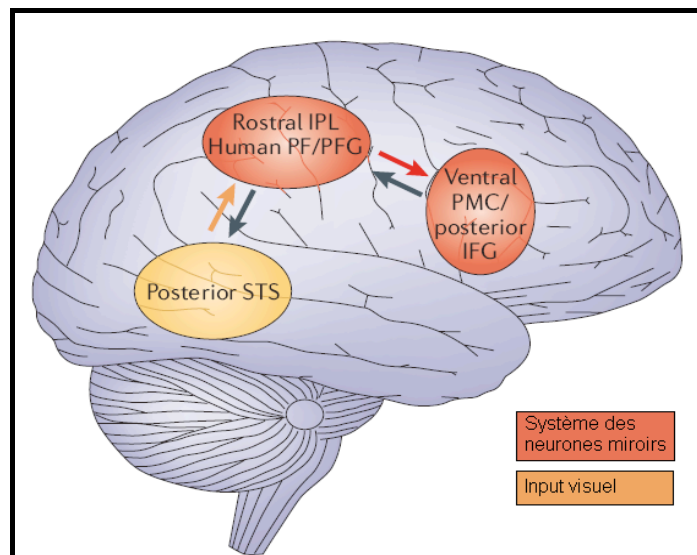 Rostral IPL
Human PF/PFG
Ventral
PMC/
posterior
IFG
Posterior STS
Système des
neurones miroirs
Input visuel